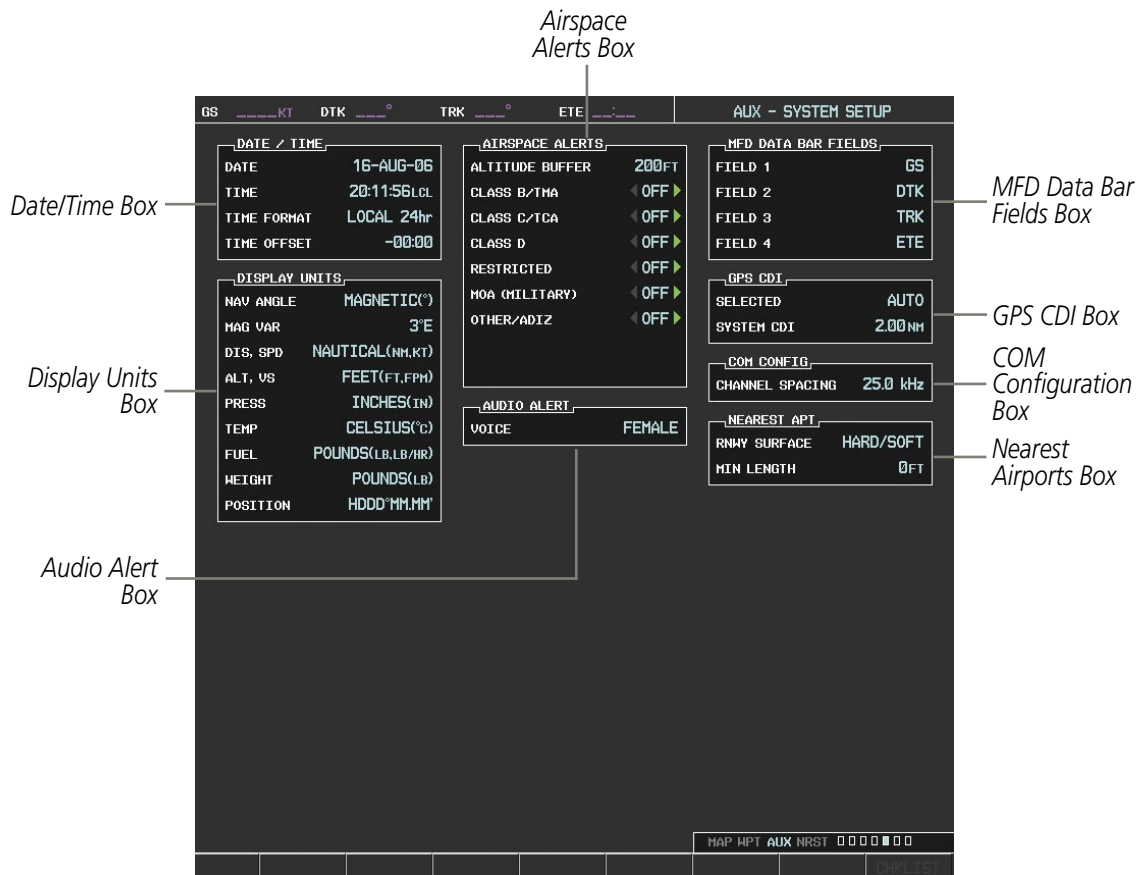 Airspace
Alerts Box
GS ____KT DTK ___° TRK ___° ETE __:__ AUX – SYSTEM SETUP
DATE / TIME
DATE 16-AUG-06
TIME 20:11:56LCL
TIME FORMAT LOCAL 24hr
TIME OFFSET -00:00
DISPLAY UNITS
NAV ANGLE MAGNETIC(°)
MAG VAR 3°E
DIS, SPD NAUTICAL(NM,KT)
ALT, VS FEET(FT,FPM)
PRESS INCHES(IN)
TEMP CELSIUS(°C)
FUEL POUNDS(LB,LB/HR)
WEIGHT POUNDS(LB)
POSITION HDDD°MM.MM'
AIRSPACE ALERTS
ALTITUDE BUFFER 200FT
CLASS B/TMA OFF
CLASS C/TCA OFF
CLASS D OFF
RESTRICTED OFF
MOA (MILITARY) OFF
OTHER/ADIZ OFF
AUDIO ALERT
VOICE FEMALE
MFD DATA BAR FIELDS
FIELD 1 GS
FIELD 2 DTK
FIELD 3 TRK
FIELD 4 ETE
GPS CDI
SELECTED AUTO
SYSTEM CDI 2.00NM
COM CONFIG
CHANNEL SPACING 25.0 kHz
NEAREST APT
RNWY SURFACE HARD/SOFT
MIN LENGTH 0FT
Date/Time Box
Display Units
Box
Audio Alert
Box
MFD Data Bar
Fields Box
GPS CDI Box
COM
Configuration
Box
Nearest
Airports Box
MAP WPT AUX NRST
CHKLIST